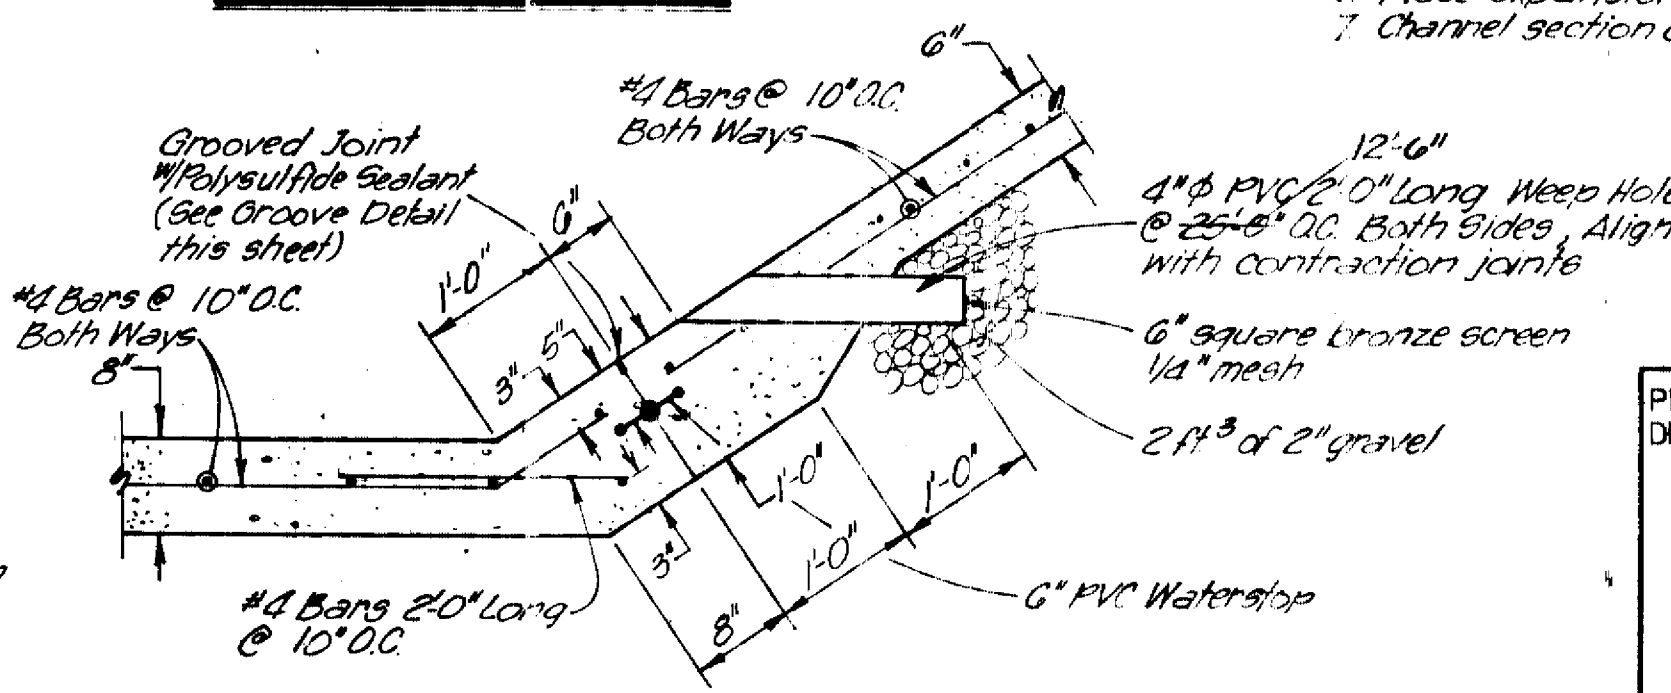 7. Channel section
6"
#4 Bars @ 10" O.C.
Both Ways
Grooved Joint
W/Polysulfide Sealant
(See Groove Detail
this sheet)
12'-6"
4"φ PVC 2'-0" Long Weep
@ 25'-0" O.C. Both Sides, Align
with contraction joints
6"
1'-0"
#4 Bars @ 10" O.C.
Both Ways
8"
5"
3"
6" square bronze screen
1/4" mesh
2 ft³ of 2" gravel
1'-0"
1'-0"
1'-0"
3"
8"
6" PVC Waterstop
#4 Bars 2'-0" Long
@ 10" O.C.